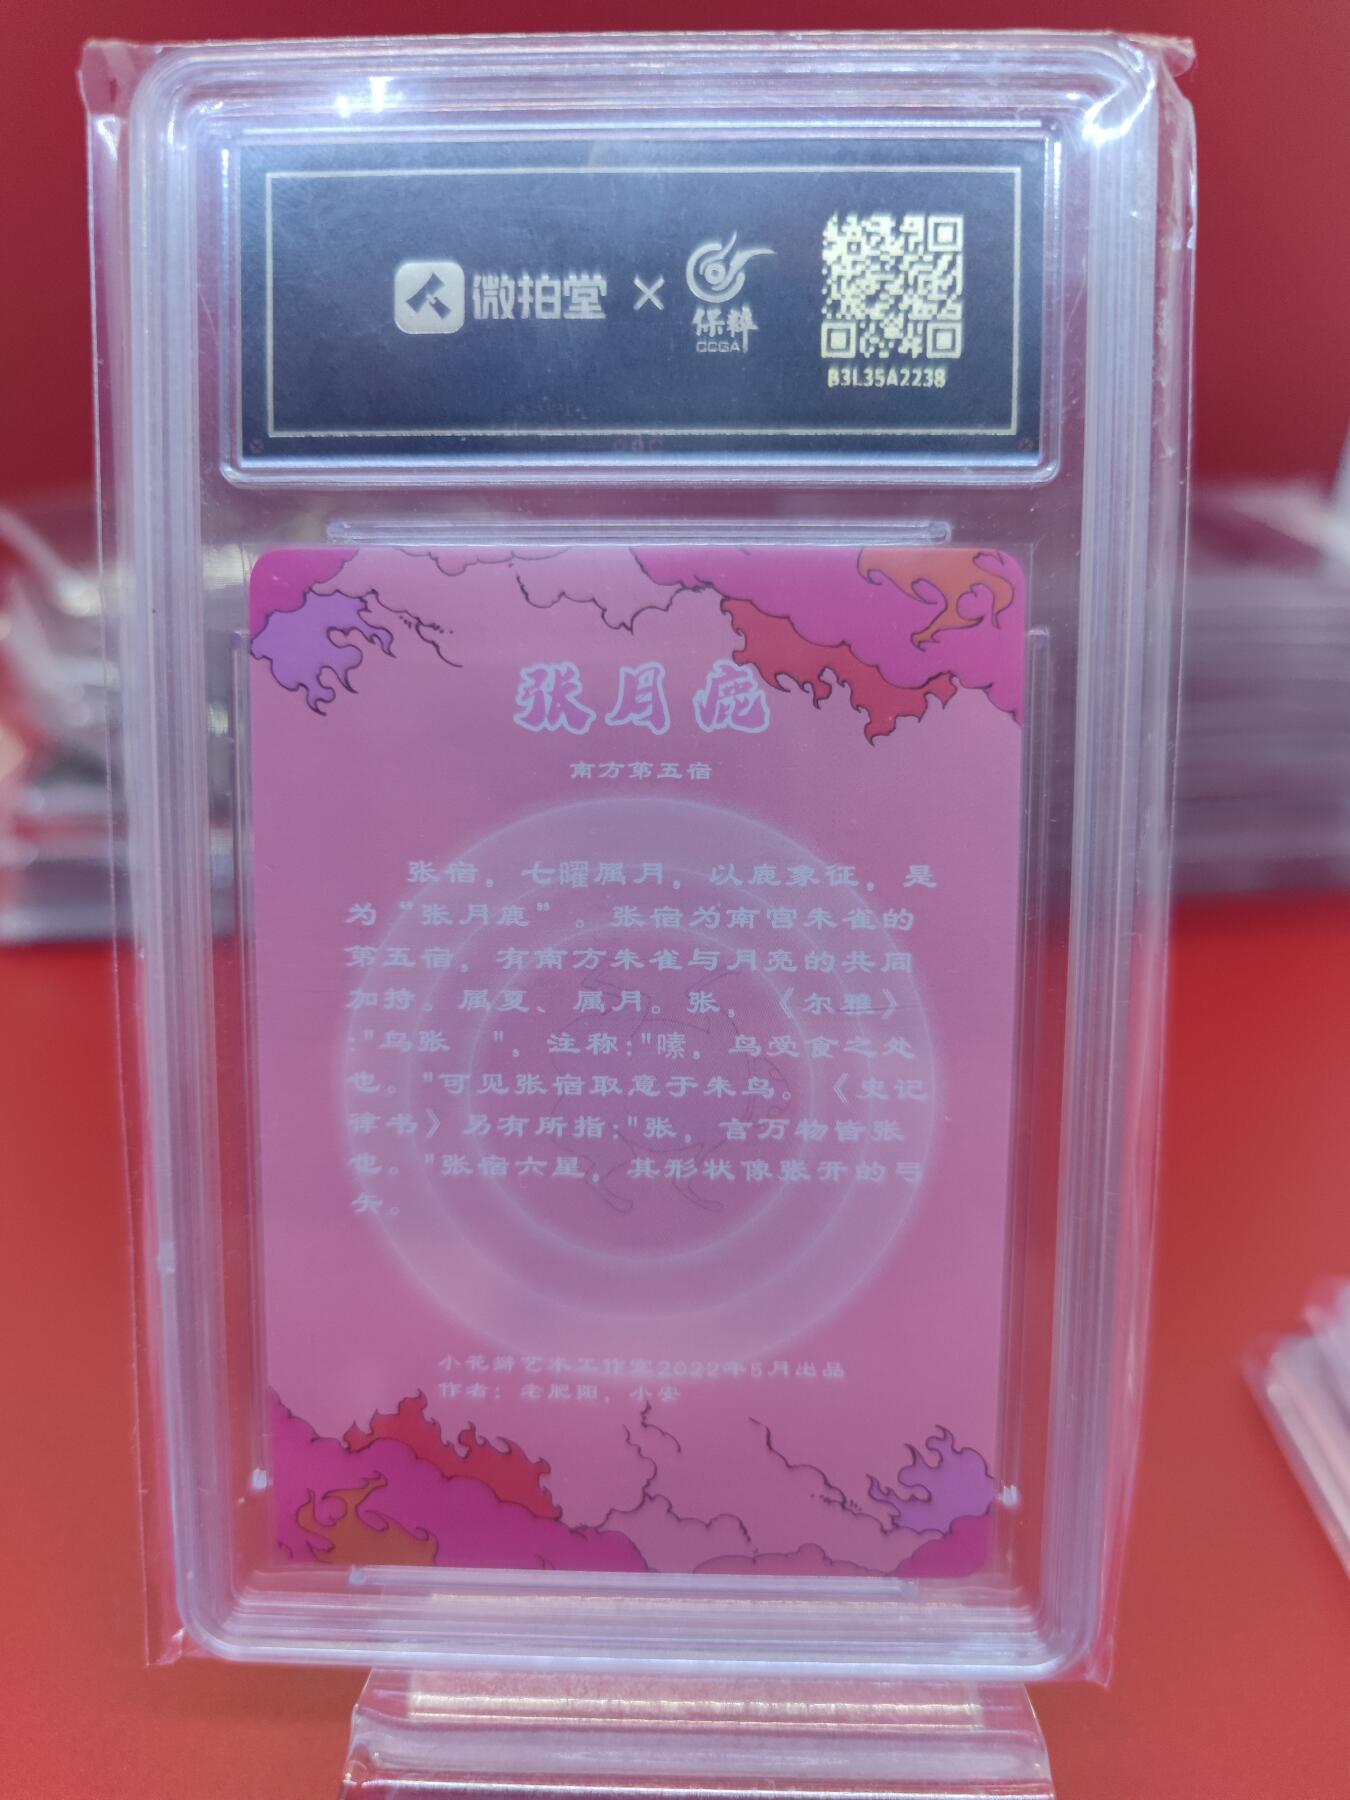 微拍堂 × 保粹
CCGA
B3L35A2238
张月鹿
南方第五宿
张宿，七曜属月，以鹿象征，是
为“张月鹿”。张宿为南宫朱雀的
第五宿，有南方朱雀与月亮的共同
加持。属夏、属月。张，《尔雅》
:"鸟张 "，注称:"嗉，鸟受食之处
也。"可见张宿取意于朱鸟。《史记
律书》另有所指:"张，言万物皆张
也。"张宿六星，其形状像张开的弓
矢。
小花辫艺术工作室2022年5月出品
作者：老肥阳，小安